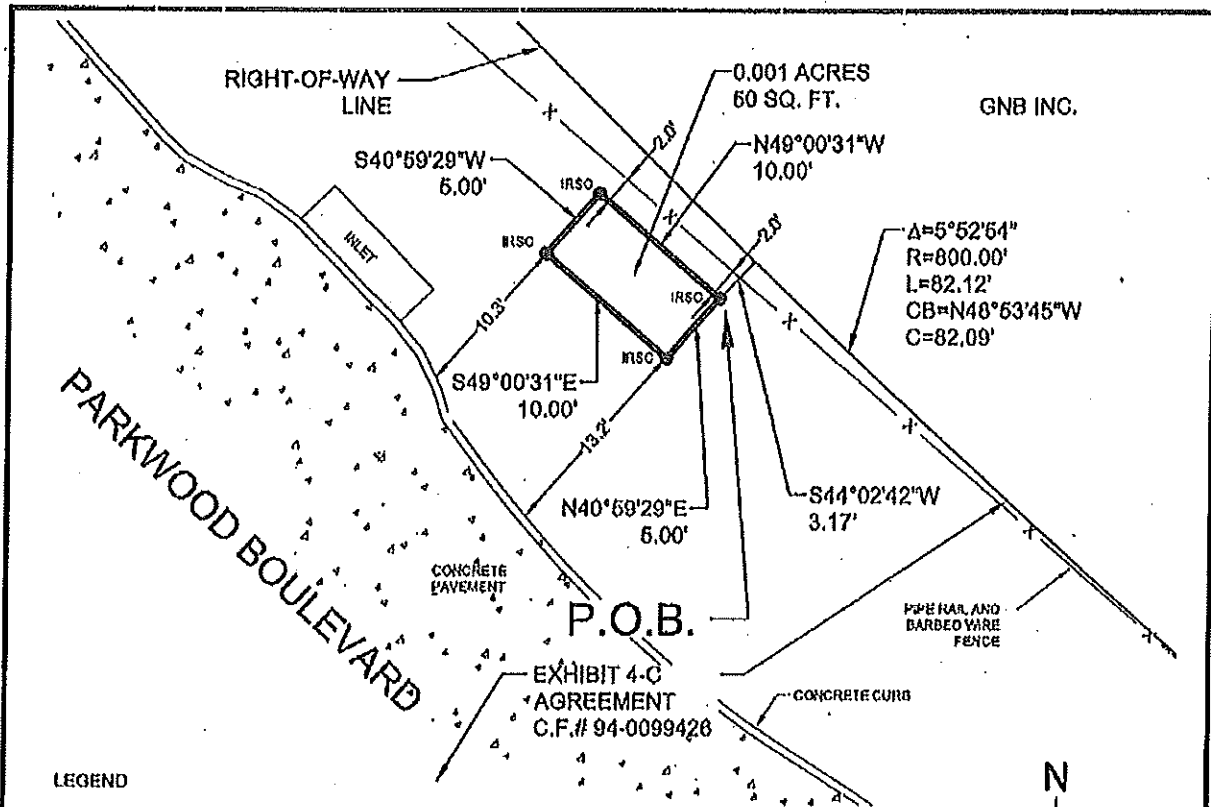 RIGHT-OF-WAY
LINE
0.001 ACRES
50 SQ. FT.
GNB INC.
X
2.0'
N49°00'31"W
10.00'
S40°59'29"W
5.00'
IRSC
X
INLET
IRSC
2.0'
Δ=5°52'54"
R=800.00'
L=82.12'
CB=N48°53'45"W
C=82.09'
IRSC
X
10.3'
IRSC
S49°00'31"E
10.00'
X
13.2'
PARKWOOD BOULEVARD
N40°59'29"E
5.00'
S44°02'42"W
3.17'
X
CONCRETE
PAVEMENT
P.O.B.
PIPE RAIL AND
BARBED WIRE
FENCE
X
X
EXHIBIT 4-C
AGREEMENT
C.F.# 94-0099426
CONCRETE CURB
LEGEND
N